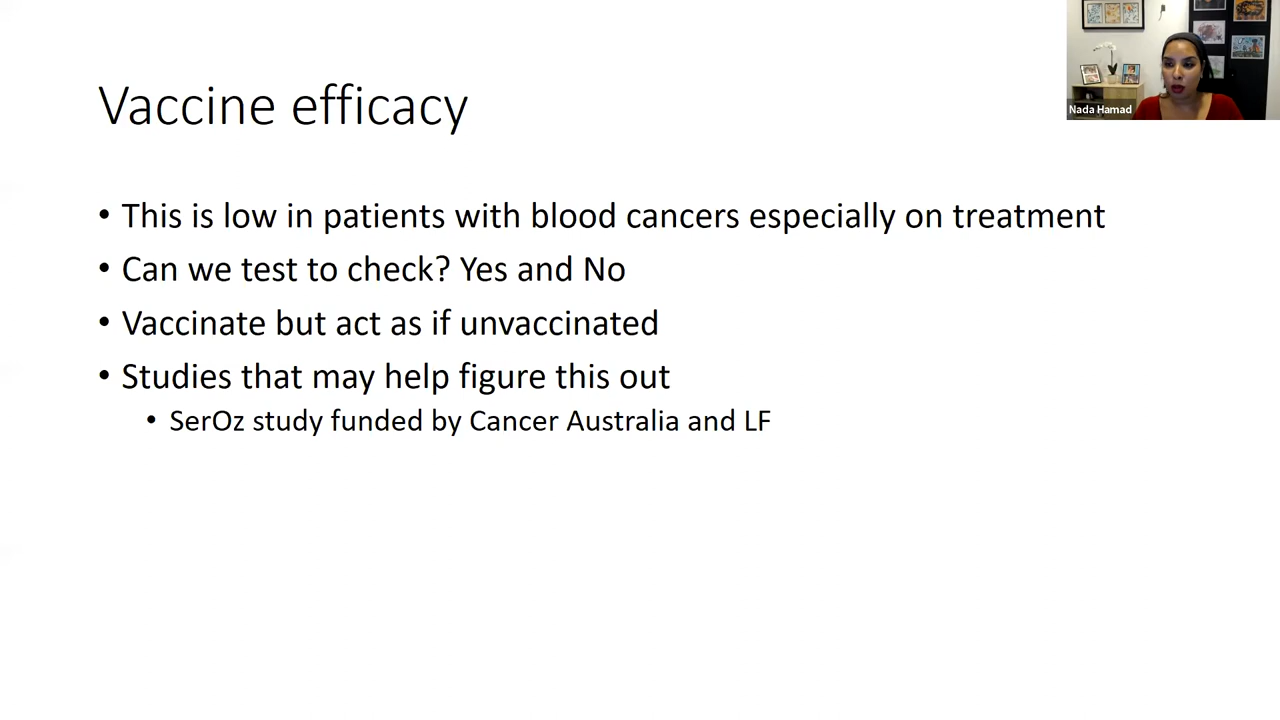 Vaccine efficacy
Nada Hamad
• This is low in patients with blood cancers especially on treatment
• Can we test to check? Yes and No
• Vaccinate but act as if unvaccinated
• Studies that may help figure this out
• SerOz study funded by Cancer Australia and LF